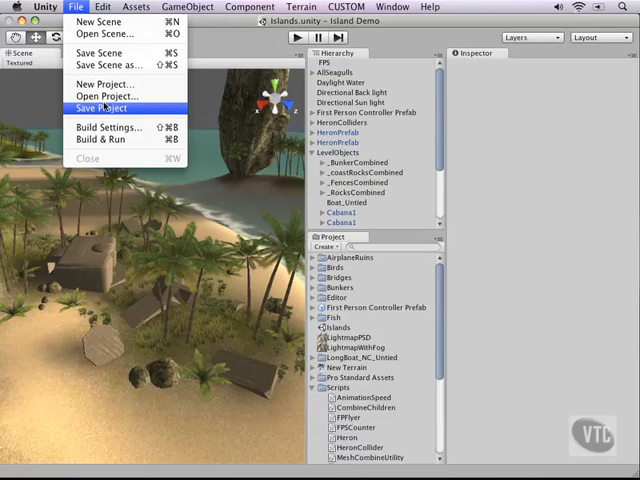 Unity File Edit Assets GameObject Component Terrain CUSTOM Window Help
Islands.unity - Island Demo
Layers
Layout
Scene
Textured
New Scene ⌘N
Open Scene... ⌘O
Save Scene ⌘S
Save Scene as... ⇧⌘S
New Project...
Open Project...
Save Project
Build Settings... ⇧⌘B
Build & Run ⌘B
Close ⌘W
Hierarchy
FPS
AllSeagulls
Daylight Water
Directional Back light
Directional Sun light
First Person Controller Prefab
HeronColliders
HeronPrefab
HeronPrefab
LevelObjects
_BunkerCombined
_coastRocksCombined
_FencesCombined
_RocksCombined
Boat_Untied
Cabana1
Cabana1
Project
Create
AirplaneRuins
Birds
Bridges
Bunkers
Editor
First Person Controller Prefab
Fish
Islands
LightmapPSD
LightmapWithFog
LongBoat_NC_Untied
New Terrain
Pro Standard Assets
Scripts
AnimationSpeed
CombineChildren
FPFlyer
FPSCounter
Heron
HeronCollider
MeshCombineUtility
Inspector
VTC